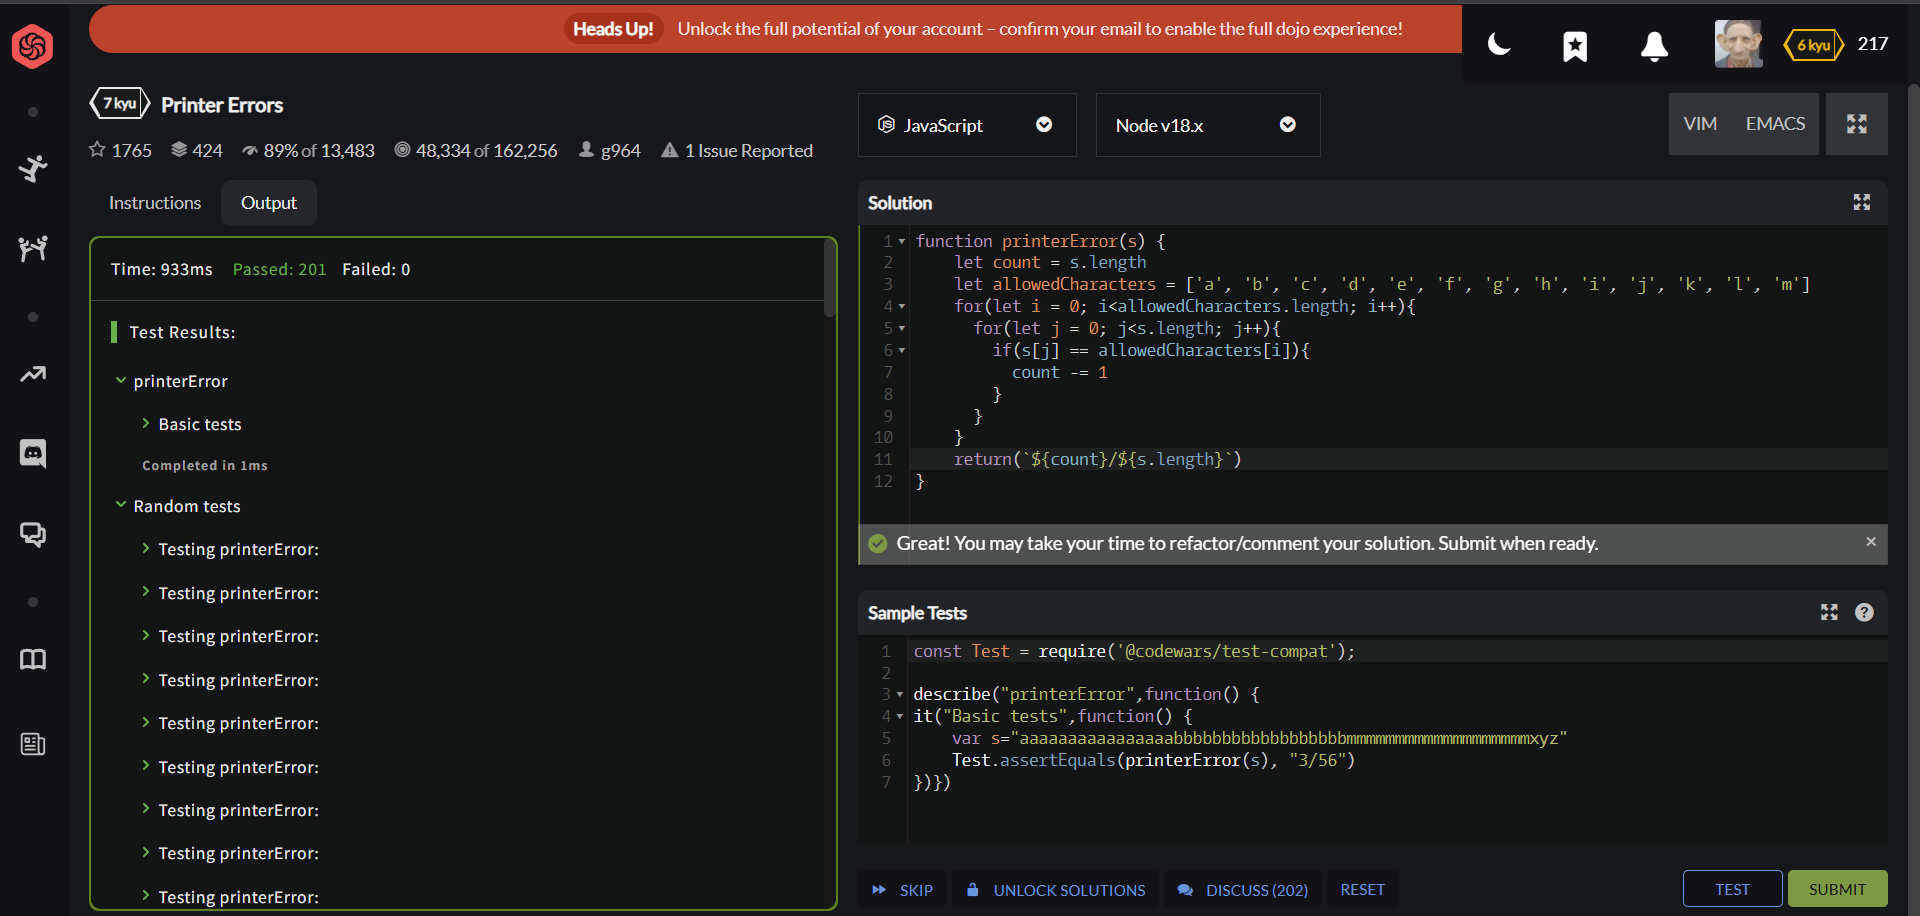 Heads Up! Unlock the full potential of your account – confirm your email to enable the full dojo experience!
6 kyu 217
7 kyu Printer Errors
1765 424 89% of 13,483 48,334 of 162,256 g964 1 Issue Reported
JavaScript
Node v18.x
VIM EMACS
Instructions Output
Time: 933ms Passed: 201 Failed: 0
Test Results:
printerError
Basic tests
Completed in 1ms
Random tests
Testing printerError:
Testing printerError:
Testing printerError:
Testing printerError:
Testing printerError:
Testing printerError:
Testing printerError:
Testing printerError:
Testing printerError:
Solution
1 function printerError(s) {
2     let count = s.length
3     let allowedCharacters = ['a', 'b', 'c', 'd', 'e', 'f', 'g', 'h', 'i', 'j', 'k', 'l', 'm']
4     for(let i = 0; i<allowedCharacters.length; i++){
5       for(let j = 0; j<s.length; j++){
6         if(s[j] == allowedCharacters[i]){
7           count -= 1
8         }
9       }
10     }
11     return(`${count}/${s.length}`)
12 }
Great! You may take your time to refactor/comment your solution. Submit when ready.
Sample Tests
1 const Test = require('@codewars/test-compat');
2
3 describe("printerError",function() {
4 it("Basic tests",function() {
5     var s="aaaaaaaaaaaaaaaabbbbbbbbbbbbbbbbbbmmmmmmmmmmmmmmmmmmmxyz"
6     Test.assertEquals(printerError(s), "3/56")
7 })})
SKIP UNLOCK SOLUTIONS DISCUSS (202) RESET TEST SUBMIT